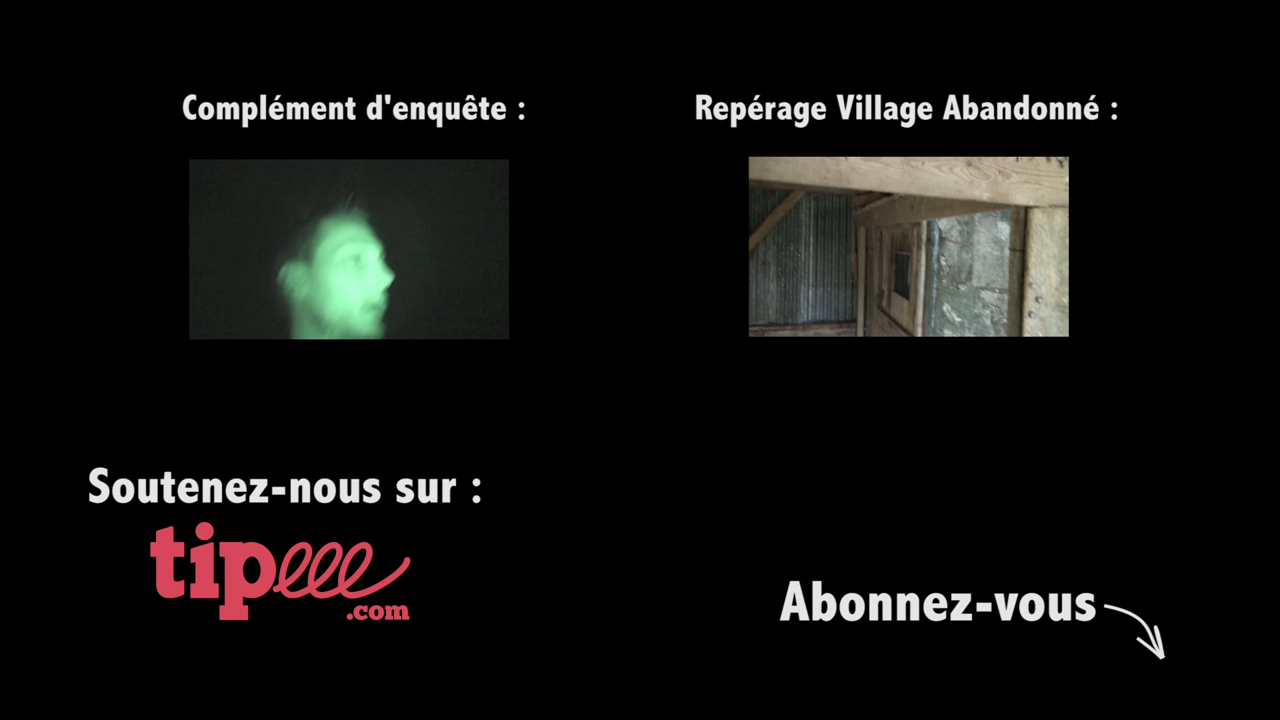 Complément d'enquête :
Repérage Village Abandonné :
Soutenez-nous sur :
tipeee
.com
Abonnez-vous